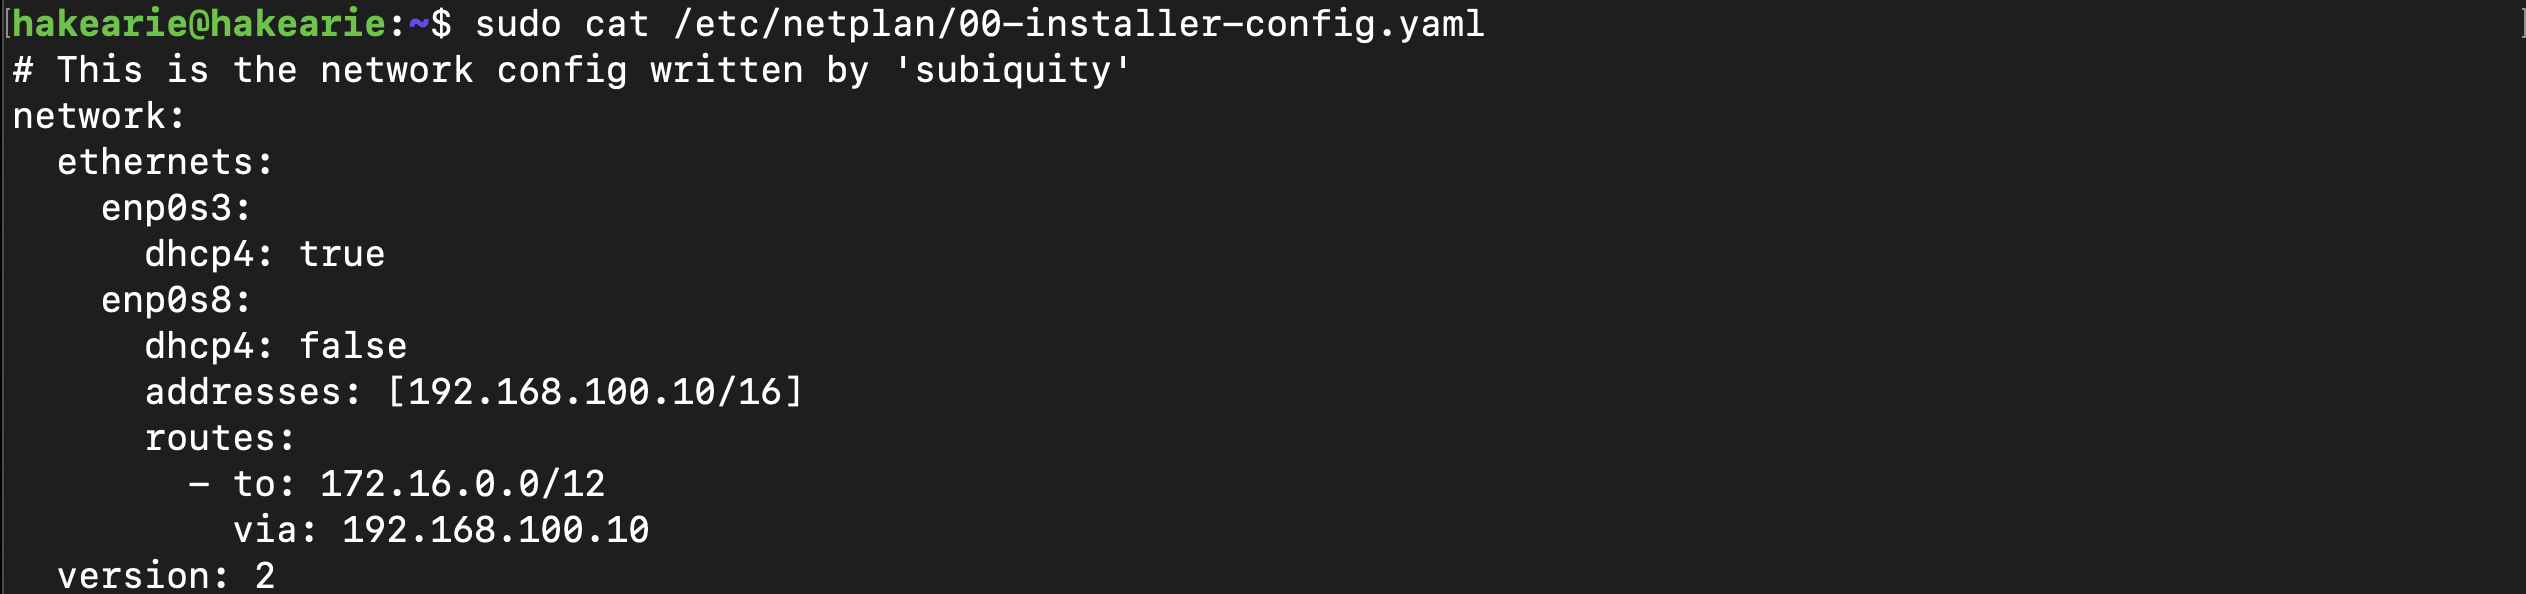 [hakearie@hakearie:~$ sudo cat /etc/netplan/00-installer-config.yaml ]
# This is the network config written by 'subiquity'
network:
  ethernets:
    enp0s3:
      dhcp4: true
    enp0s8:
      dhcp4: false
      addresses: [192.168.100.10/16]
      routes:
        - to: 172.16.0.0/12
          via: 192.168.100.10
  version: 2